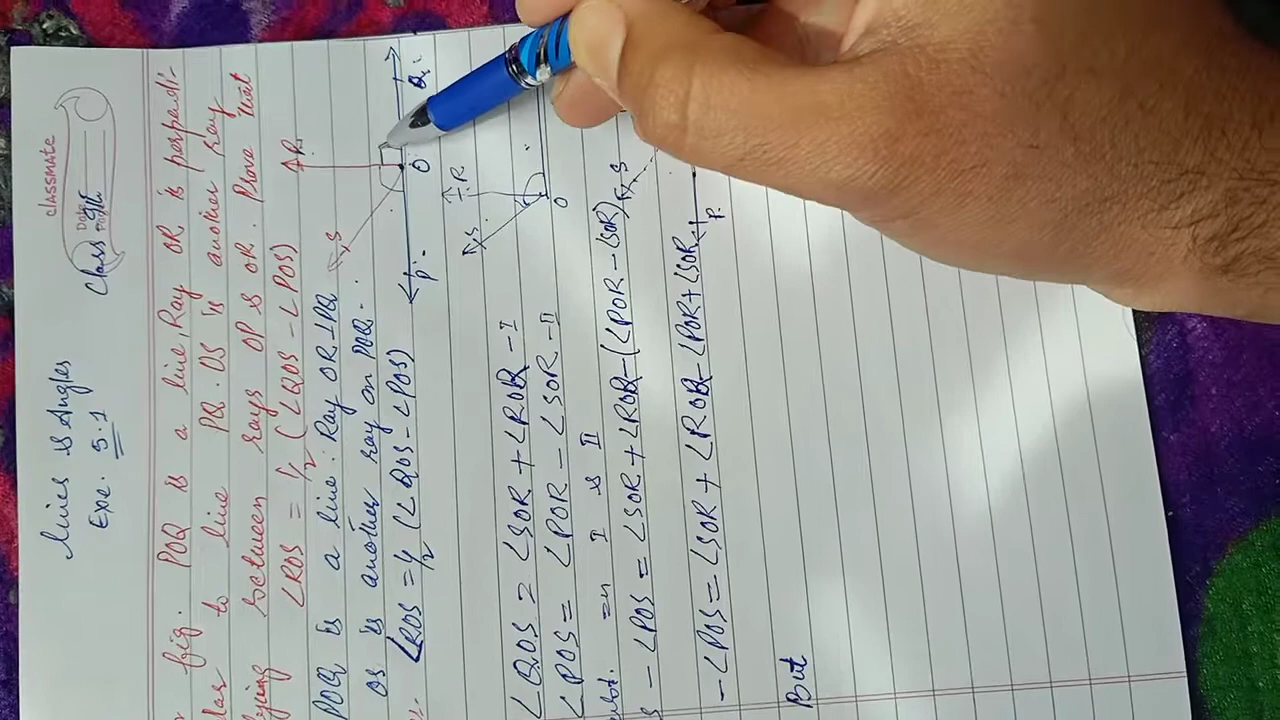 classmate
Date
Page
Class - 9th
Lines & Angles
Exe. 5.1
fig. POQ is a line, Ray OR is perpendi-
lar to line PQ. OS is another ray
lying between rays OP & OR. Prove that
∠ROS = 1/2 (∠QOS - ∠POS)
POQ is a line. Ray OR ⊥ PQ
OS is another ray on POQ.
∠ROS = 1/2 (∠QOS - ∠POS)
R
S
P
O
Q
∠QOS = ∠SOR + ∠ROQ - I
∠POS = ∠POR - ∠SOR - II
R
S
O
I & II
- ∠POS = ∠SOR + ∠ROQ - (∠POR - ∠SOR)
- ∠POS = ∠SOR + ∠ROQ - ∠POR + ∠SOR
S
P
But